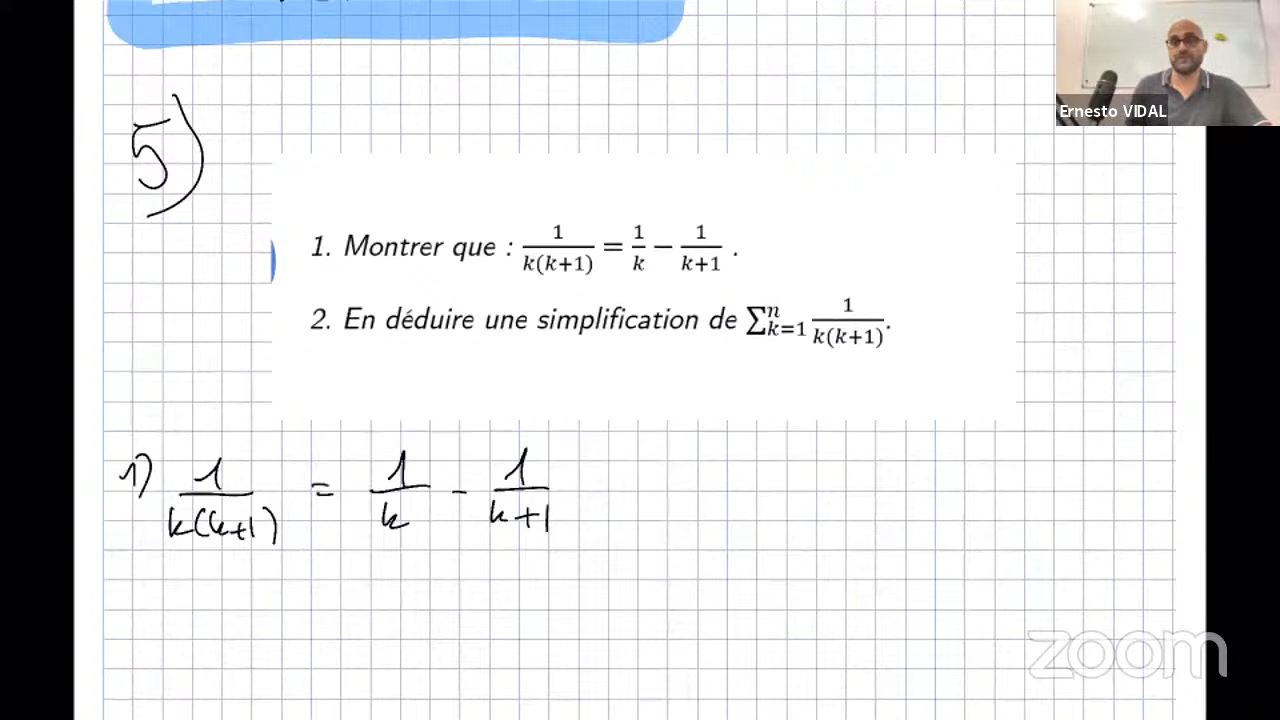 Ernesto VIDAL
5)
1. Montrer que : 1/(k(k+1)) = 1/k − 1/(k+1) .
2. En déduire une simplification de ∑_{k=1}^{n} 1/(k(k+1)).
1) 1/(k(k+1)) = 1/k - 1/(k+1)
zoom